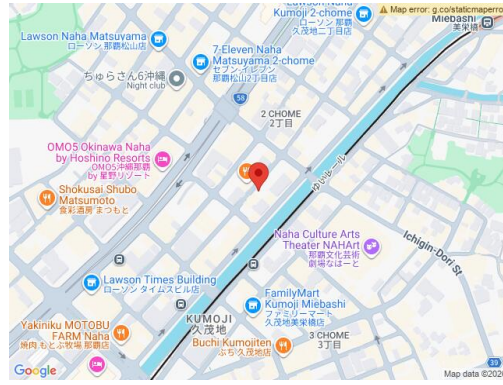 Map error: g.co/staticmaperro
Lawson Naha
Kumoji 2-chome
ローソン 那覇
久茂地二丁目店
Miebashi
美栄橋
Lawson Naha Matsuyama
ローソン 那覇松山店
7-Eleven Naha
Matsuyama 2-chome
セブン-イレブン
那覇松山2丁目店
ちゅらさん6沖縄
Night club
58
2 CHOME
2丁目
OMO5 Okinawa Naha
by Hoshino Resorts
OMO5沖縄那覇
by 星野リゾート
Shokusai Shubo
Matsumoto
食彩酒房 まつもと
ゆいレール
Naha Culture Arts
Theater NAHArt
那覇文化芸術
劇場なはーと
Ichigin-Dori St
Lawson Times Building
ローソン タイムスビル店
KUMOJI
久茂地
FamilyMart
Kumoji Miebashi
ファミリーマート
久茂地美栄橋店
Yakiniku MOTOBU
FARM Naha
焼肉もとぶ牧場 那覇店
Buchi Kumojiten
ぶち 久茂地店
3 CHOME
3丁目
39
Google
Map data ©202